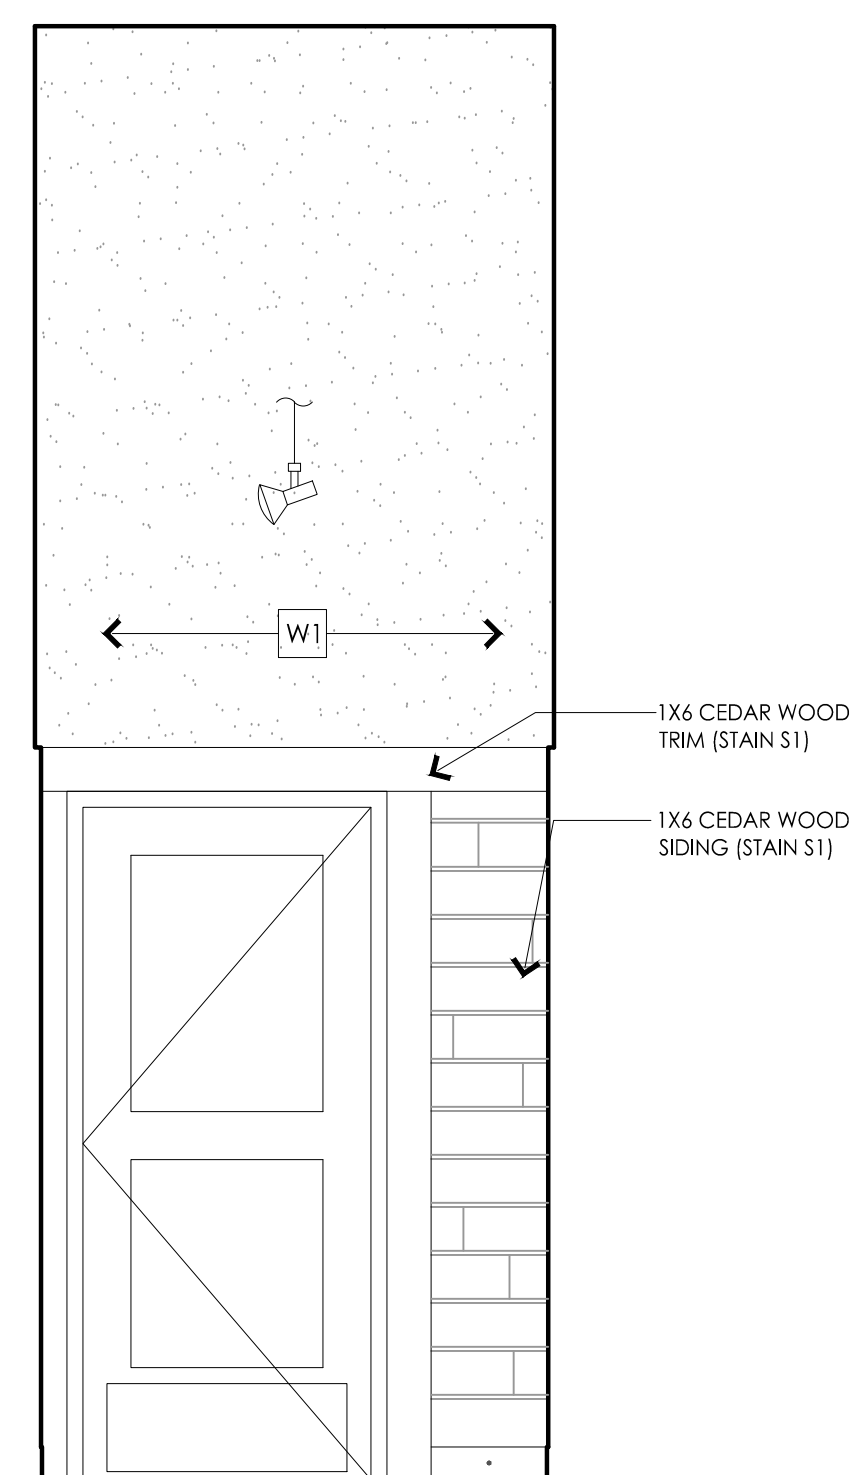 W1
1X6 CEDAR WOOD
TRIM (STAIN S1)
1X6 CEDAR WOOD
SIDING (STAIN S1)